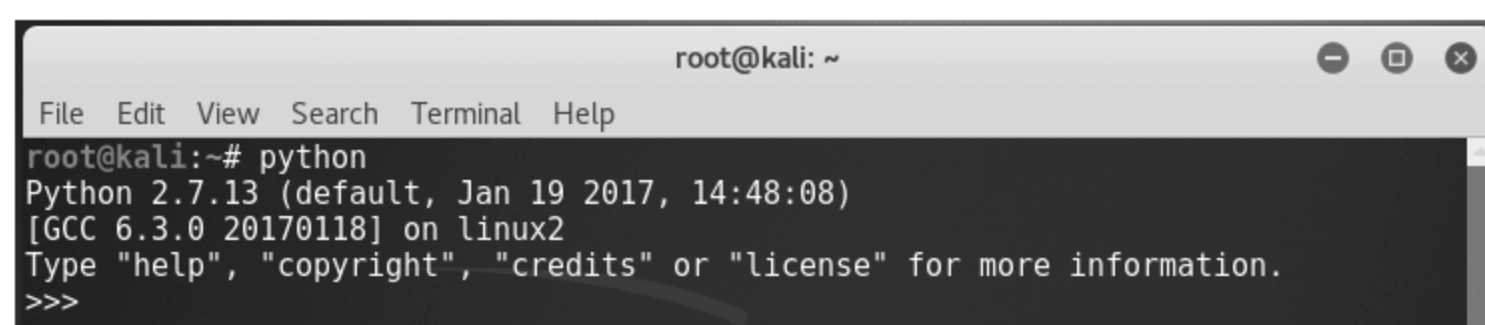 root@kali: ~
File Edit View Search Terminal Help
root@kali:~# python
Python 2.7.13 (default, Jan 19 2017, 14:48:08)
[GCC 6.3.0 20170118] on linux2
Type "help", "copyright", "credits" or "license" for more information.
>>>